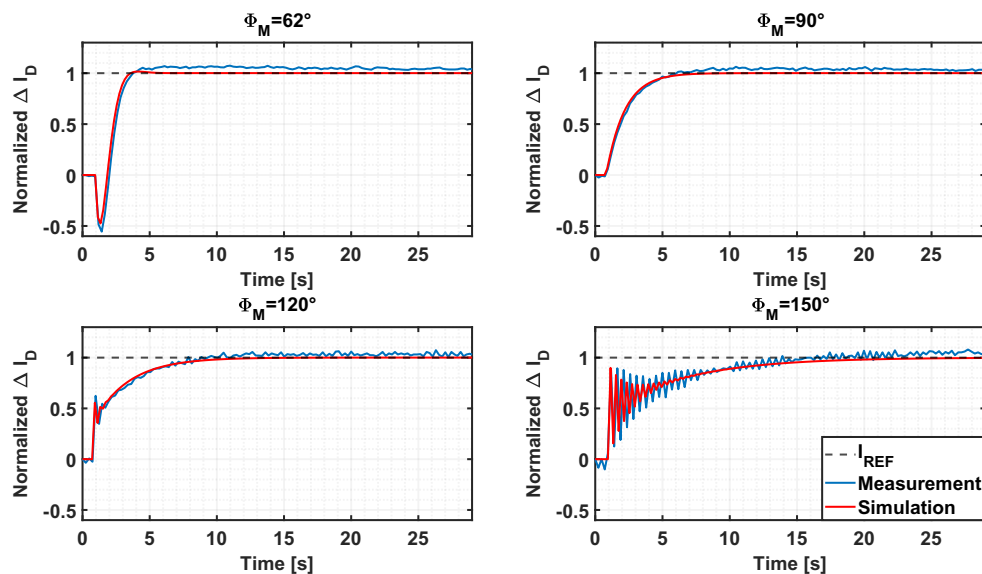 Φ_M=62°
Normalized Δ I_D
1
0.5
0
-0.5
0 5 10 15 20 25
Time [s]
Φ_M=90°
Normalized Δ I_D
1
0.5
0
-0.5
0 5 10 15 20 25
Time [s]
Φ_M=120°
Normalized Δ I_D
1
0.5
0
-0.5
0 5 10 15 20 25
Time [s]
Φ_M=150°
Normalized Δ I_D
1
0.5
0
-0.5
0 5 10 15 20 25
Time [s]
I_REF
Measurement
Simulation